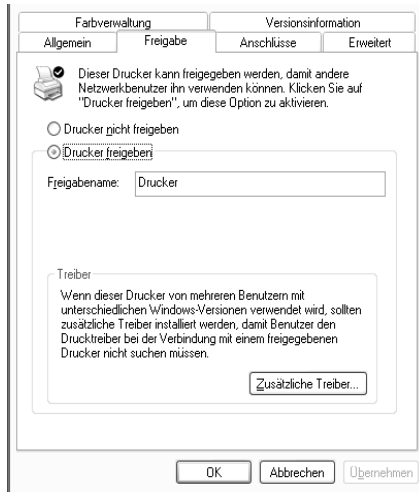 Farbverwaltung Versionsinformation
Allgemein Freigabe Anschlüsse Erweitert
Dieser Drucker kann freigegeben werden, damit andere
Netzwerkbenutzer ihn verwenden können. Klicken Sie auf
"Drucker freigeben", um diese Option zu aktivieren.
Drucker nicht freigeben
Drucker freigeben
Freigabename: Drucker
Treiber
Wenn dieser Drucker von mehreren Benutzern mit
unterschiedlichen Windows-Versionen verwendet wird, sollten
zusätzliche Treiber installiert werden, damit Benutzer den
Drucktreiber bei der Verbindung mit einem freigegebenen
Drucker nicht suchen müssen.
Zusätzliche Treiber...
OK Abbrechen Übernehmen